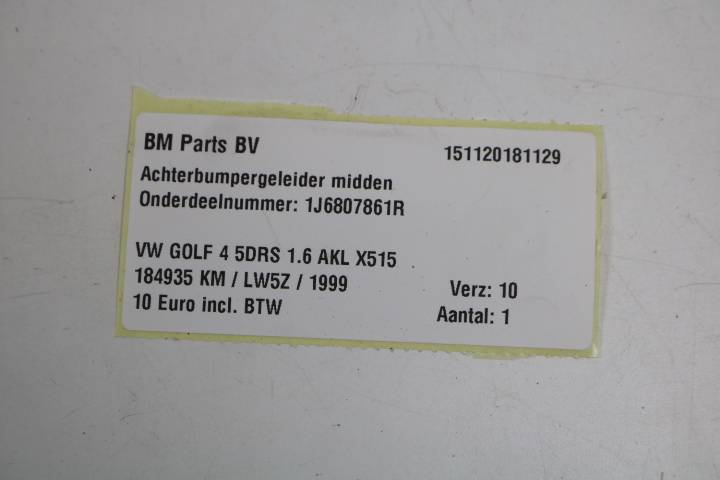 BM Parts BV 151120181129
Achterbumpergeleider midden
Onderdeelnummer: 1J6807861R
VW GOLF 4 5DRS 1.6 AKL X515
184935 KM / LW5Z / 1999 Verz: 10
10 Euro incl. BTW Aantal: 1